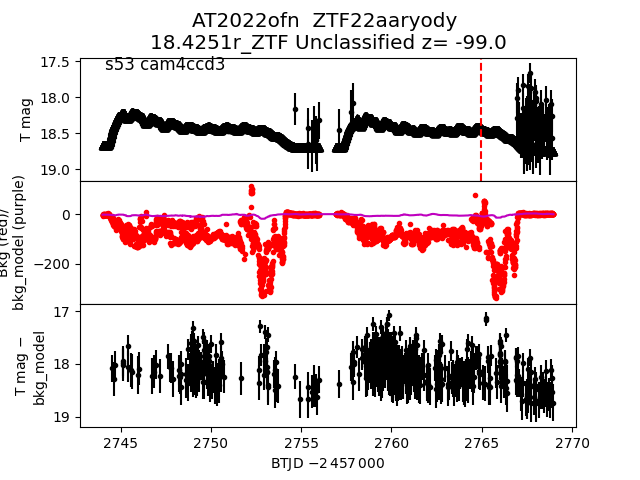 AT2022ofn  ZTF22aaryody
18.4251r_ZTF Unclassified z= -99.0
s53 cam4ccd3
T mag
17.5
18.0
18.5
19.0
Bkg (red)/
bkg_model (purple)
0
−200
T mag −
bkg_model
17
18
19
2745
2750
2755
2760
2765
2770
BTJD −2 457 000